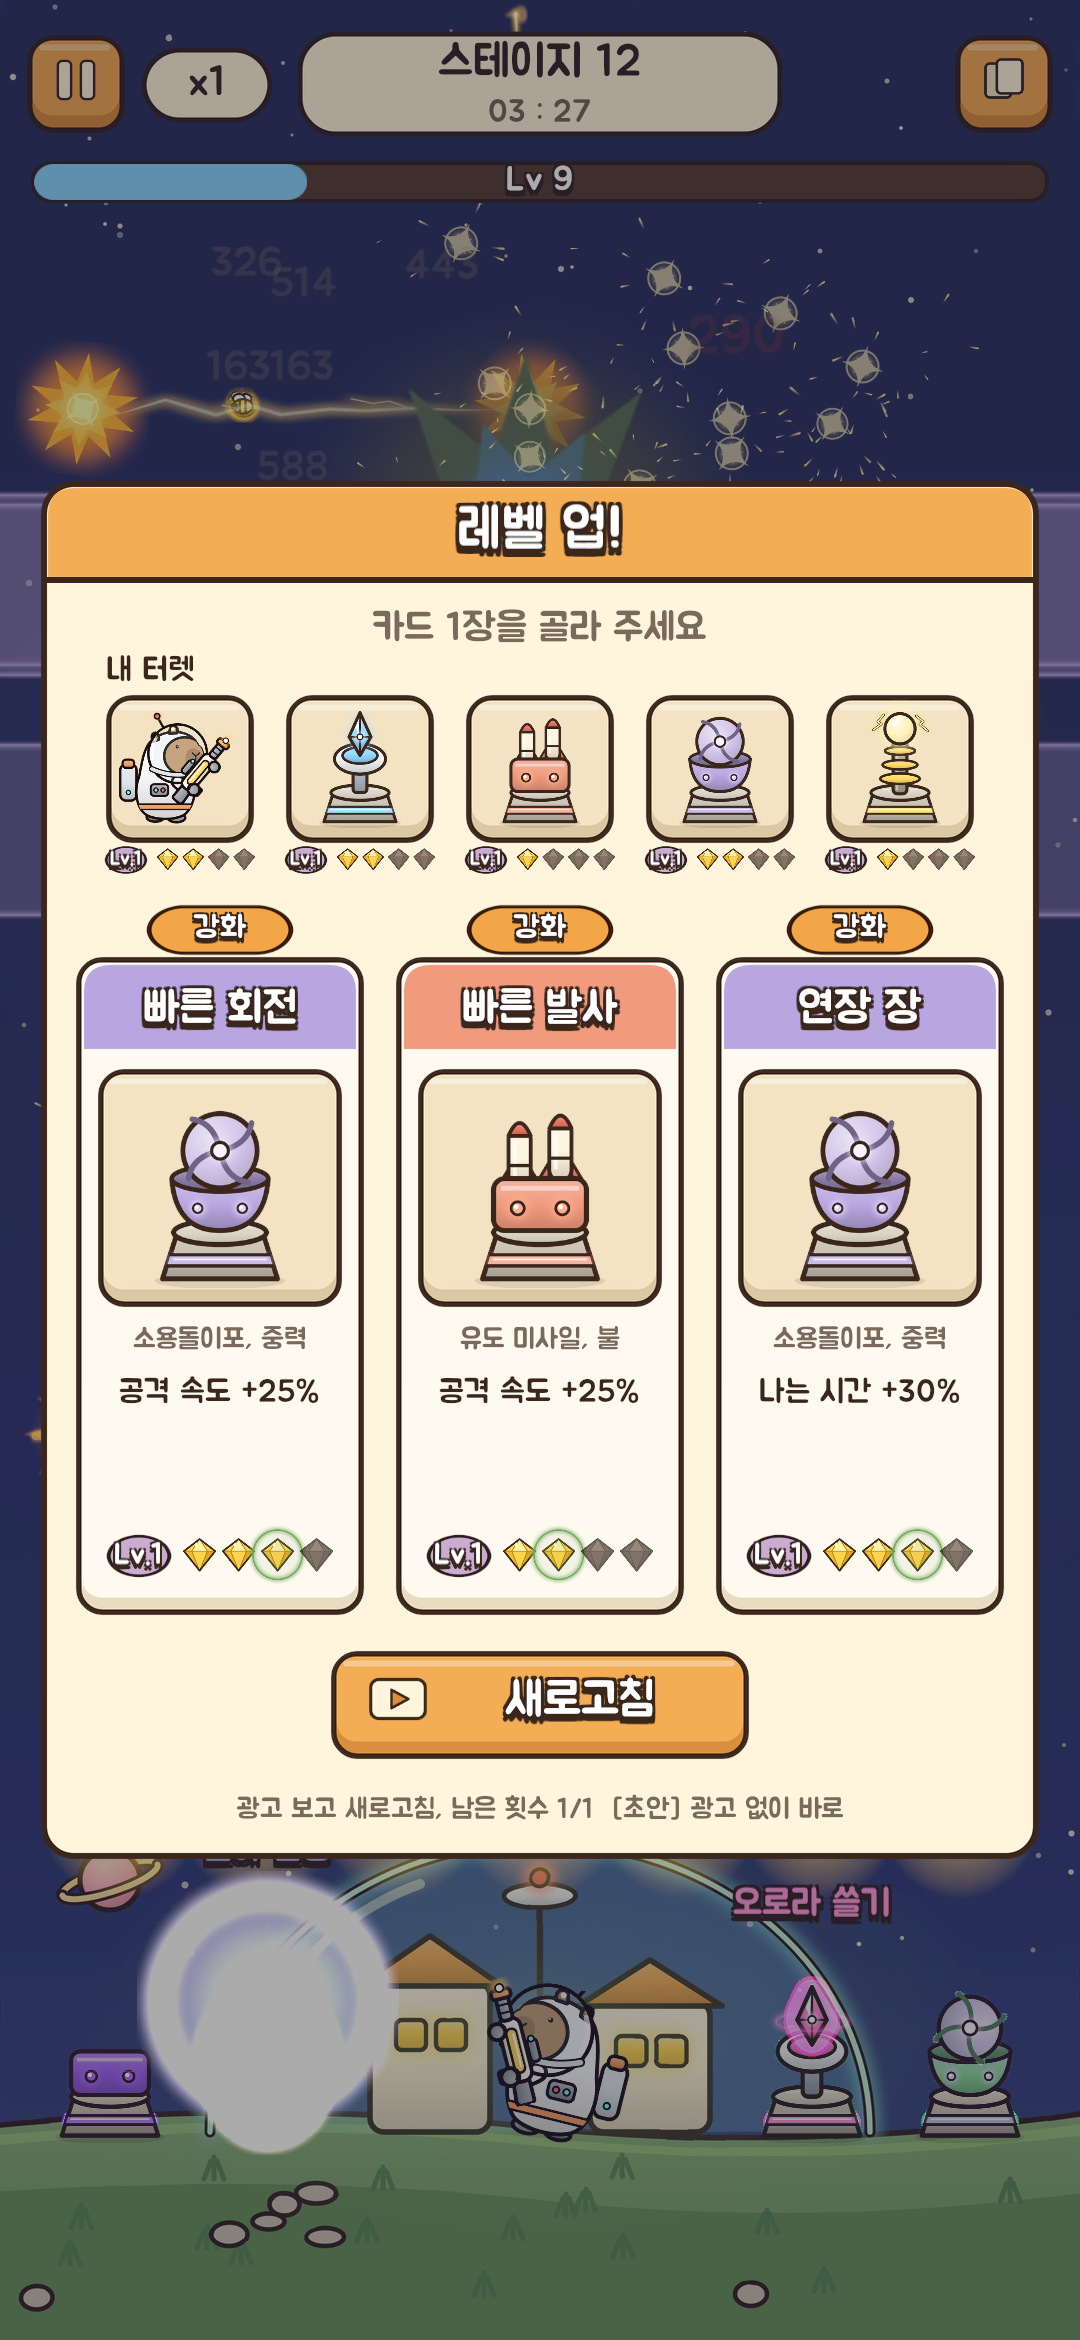 x1
스테이지 12
03 : 27
Lv 9
326
514
443
290
163163
588
레벨 업!
카드 1장을 골라 주세요
내 터렛
Lv.1 Lv.1 Lv.1 Lv.1 Lv.1
강화 강화 강화
빠른 회전
소용돌이포, 중력
공격 속도 +25%
Lv.1
빠른 발사
유도 미사일, 불
공격 속도 +25%
Lv.1
연장 장
소용돌이포, 중력
나는 시간 +30%
Lv.1
새로고침
광고 보고 새로고침, 남은 횟수 1/1 [초안] 광고 없이 바로
오로라 쓸기